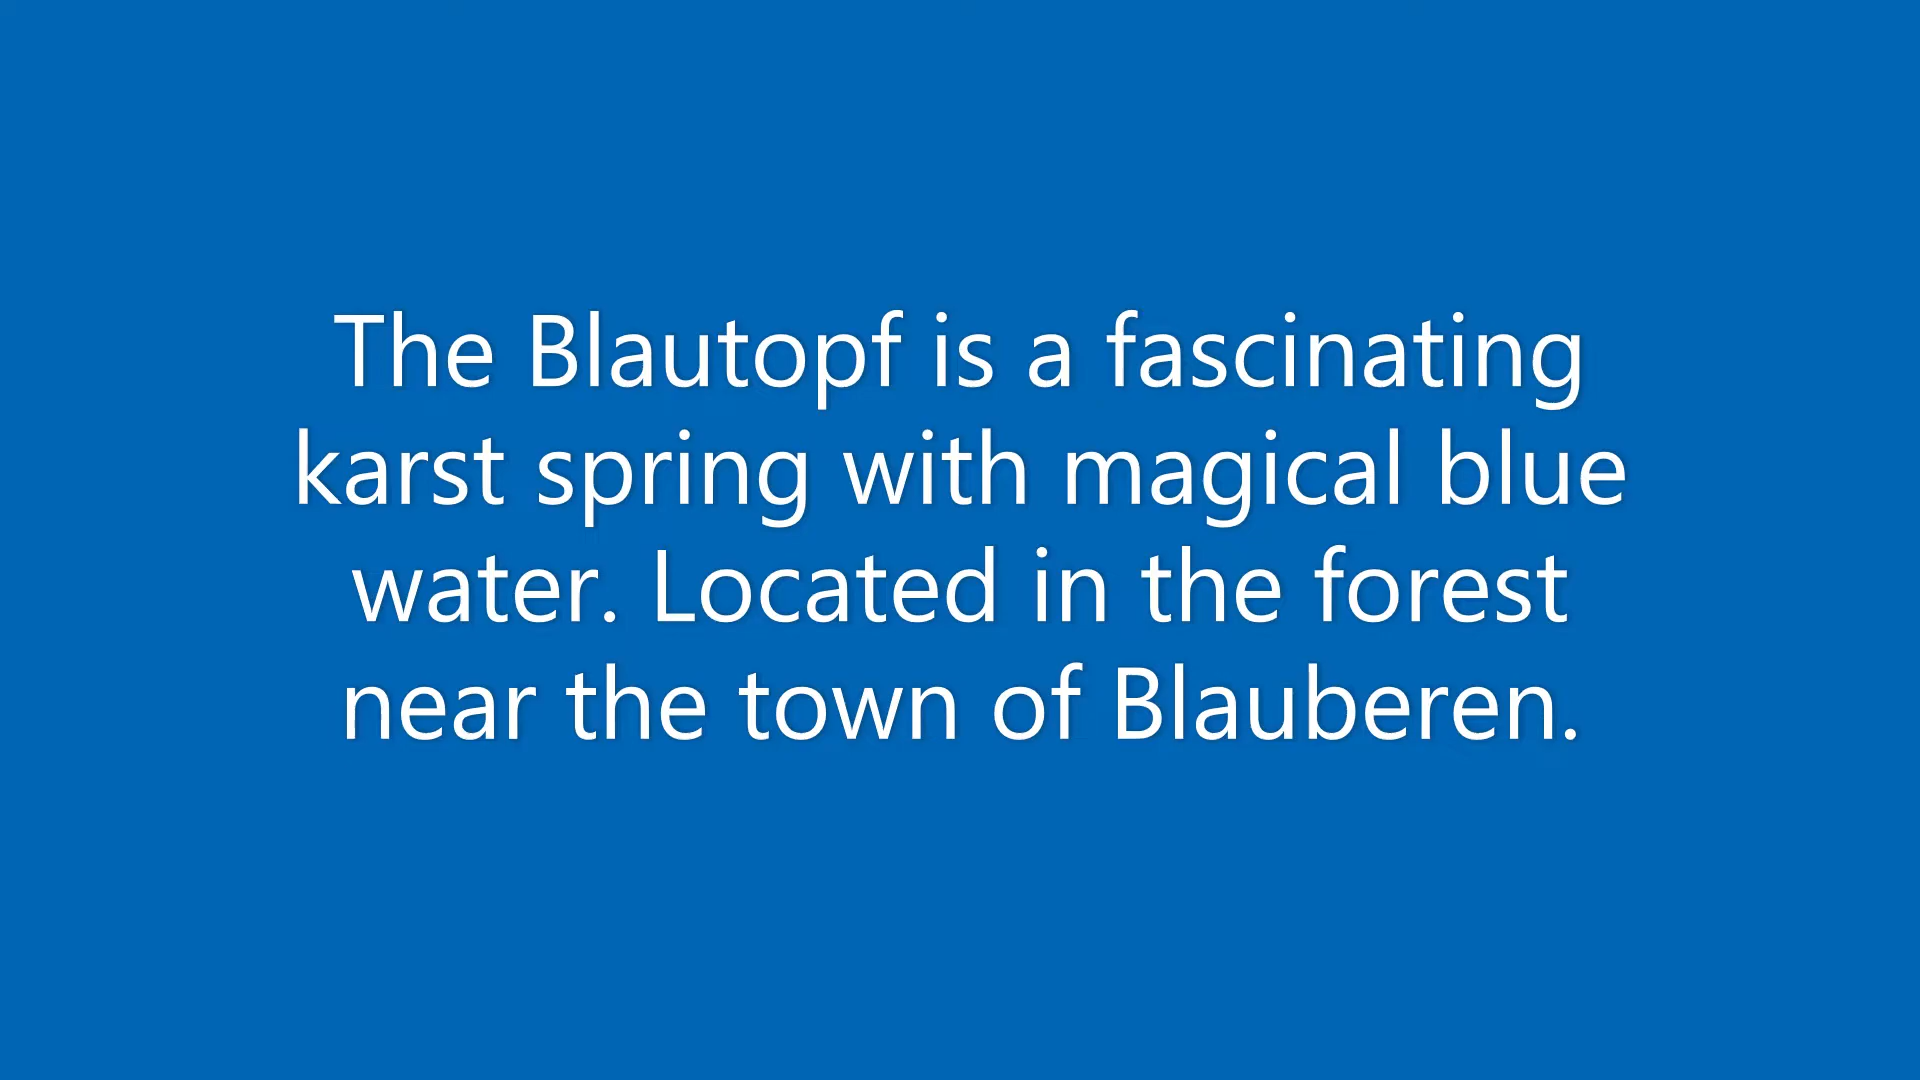 The Blautopf is a fascinating
karst spring with magical blue
water. Located in the forest
near the town of Blauberen.